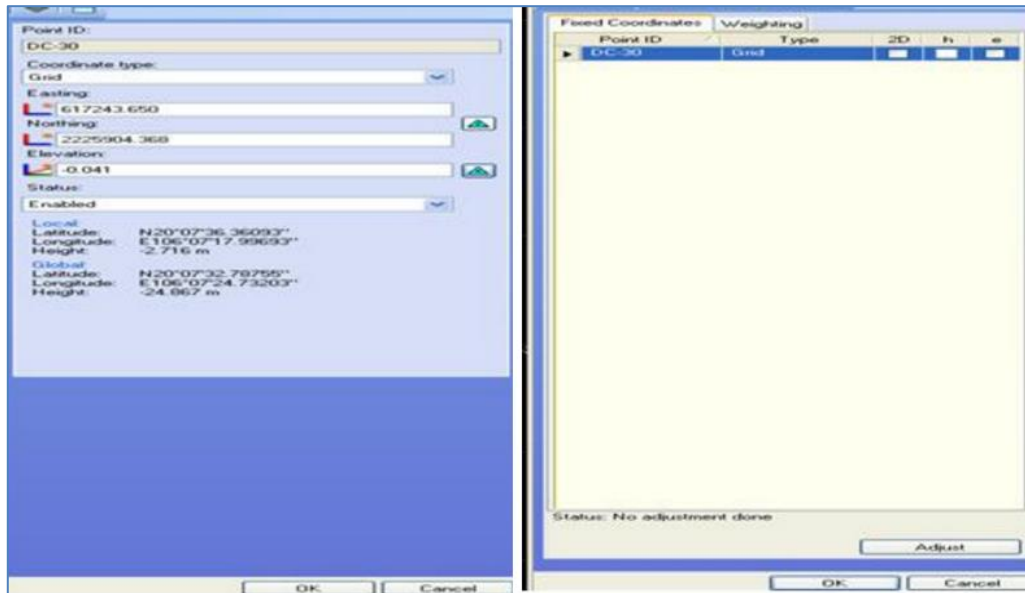 Point ID:
DC-30
Coordinate type:
Grid
Easting:
617243.650
Northing:
2225904.368
Elevation:
-0.041
Status:
Enabled
Local
Latitude: N20°07'36.36093"
Longitude: E106°07'17.99693"
Height: -2.716 m
Global
Latitude: N20°07'32.78755"
Longitude: E106°07'24.73203"
Height: -24.867 m
OK Cancel
Fixed Coordinates Weighting
Point ID Type 2D h e
DC-30 Grid
Status: No adjustment done
Adjust
OK Cancel